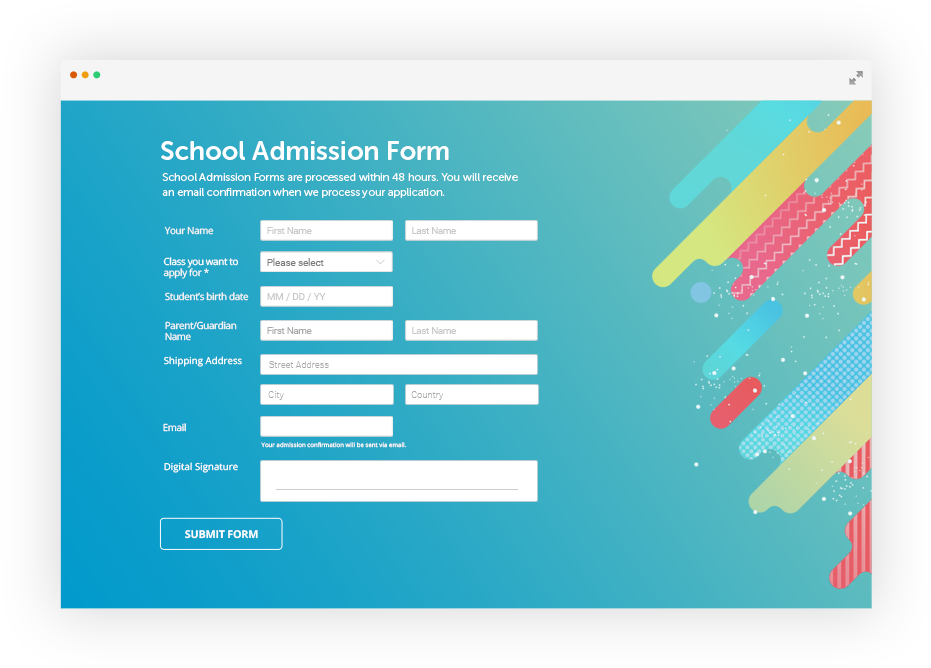 School Admission Form
School Admission Forms are processed within 48 hours. You will receive
an email confirmation when we process your application.
Your Name
First Name
Last Name
Class you want to
apply for *
Please select
Student's birth date
MM / DD / YY
Parent/Guardian
Name
First Name
Last Name
Shipping Address
Street Address
City
Country
Email
Your admission confirmation will be sent via email.
Digital Signature
SUBMIT FORM